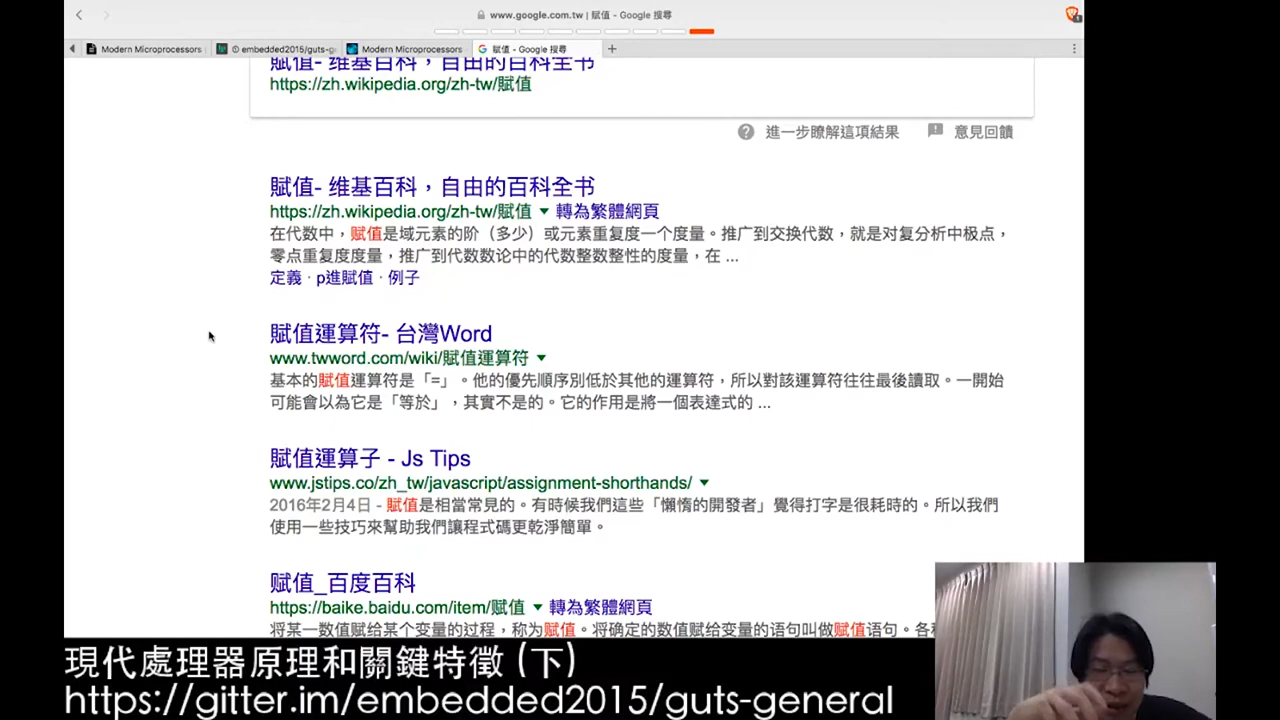 www.google.com.tw | 賦值 - Google 搜尋
Modern Microprocessors
embedded2015/guts-g
Modern Microprocessors
賦值 - Google 搜尋
賦值- 维基百科，自由的百科全书
https://zh.wikipedia.org/zh-tw/賦值
進一步瞭解這項結果
意見回饋
賦值- 维基百科，自由的百科全书
https://zh.wikipedia.org/zh-tw/賦值 ▼ 轉為繁體網頁
在代数中，赋值是域元素的阶（多少）或元素重复度一个度量。推广到交换代数，就是对复分析中极点，
零点重复度度量，推广到代数数论中的代数整数整性的度量，在 ...
定義 · p進賦值 · 例子
賦值運算符- 台灣Word
www.twword.com/wiki/賦值運算符 ▼
基本的賦值運算符是「=」。他的優先順序別低於其他的運算符，所以對該運算符往往最後讀取。一開始
可能會以為它是「等於」，其實不是的。它的作用是將一個表達式的 ...
賦值運算子 - Js Tips
www.jstips.co/zh_tw/javascript/assignment-shorthands/ ▼
2016年2月4日 - 賦值是相當常見的。有時候我們這些「懶惰的開發者」覺得打字是很耗時的。所以我們
使用一些技巧來幫助我們讓程式碼更乾淨簡單。
赋值_百度百科
https://baike.baidu.com/item/赋值 ▼ 轉為繁體網頁
将某一数值赋给某个变量的过程，称为赋值。将确定的数值赋给变量的语句叫做赋值语句。各
現代處理器原理和關鍵特徵 (下)
https://gitter.im/embedded2015/guts-general